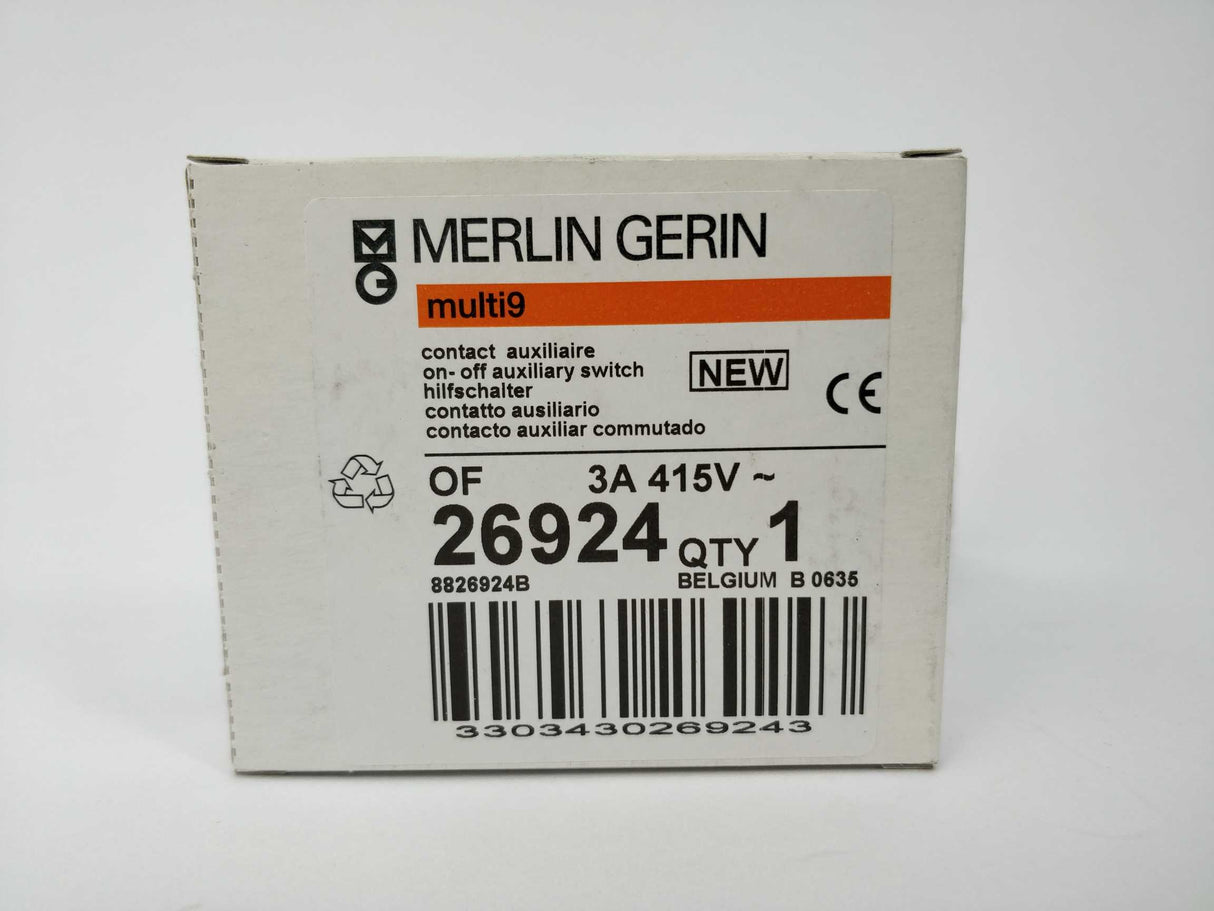 MG MERLIN GERIN
multi9
contact auxiliaire
on- off auxiliary switch
hilfschalter
contatto ausiliario
contacto auxiliar commutado
NEW
CE
OF 3A 415V ~
26924 QTY 1
8826924B BELGIUM B 0635
3303430269243